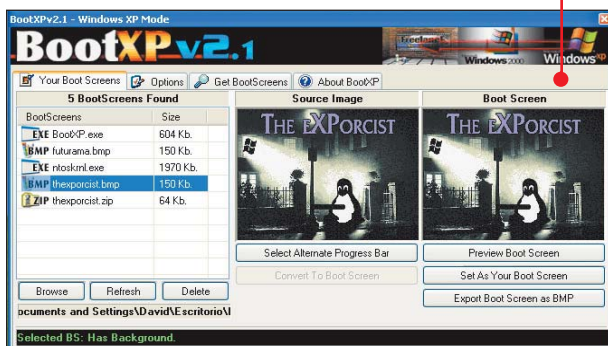 BootXPv2.1 - Windows XP Mode
BootXPv2.1
Freelanc
Windows 2000
Windows xp
Your Boot Screens
Options
Get BootScreens
About BootXP
5 BootScreens Found
BootScreens
Size
EXE BootXP.exe
604 Kb.
BMP futurama.bmp
150 Kb.
EXE ntoskrnl.exe
1970 Kb.
BMP thexporcist.bmp
150 Kb.
ZIP thexporcist.zip
64 Kb.
Browse
Refresh
Delete
ocuments and Settings\David\Escritorio\I
Source Image
THE EXPORCIST
Select Alternate Progress Bar
Convert To Boot Screen
Boot Screen
THE EXPORCIST
Preview Boot Screen
Set As Your Boot Screen
Export Boot Screen as BMP
Selected BS: Has Background.